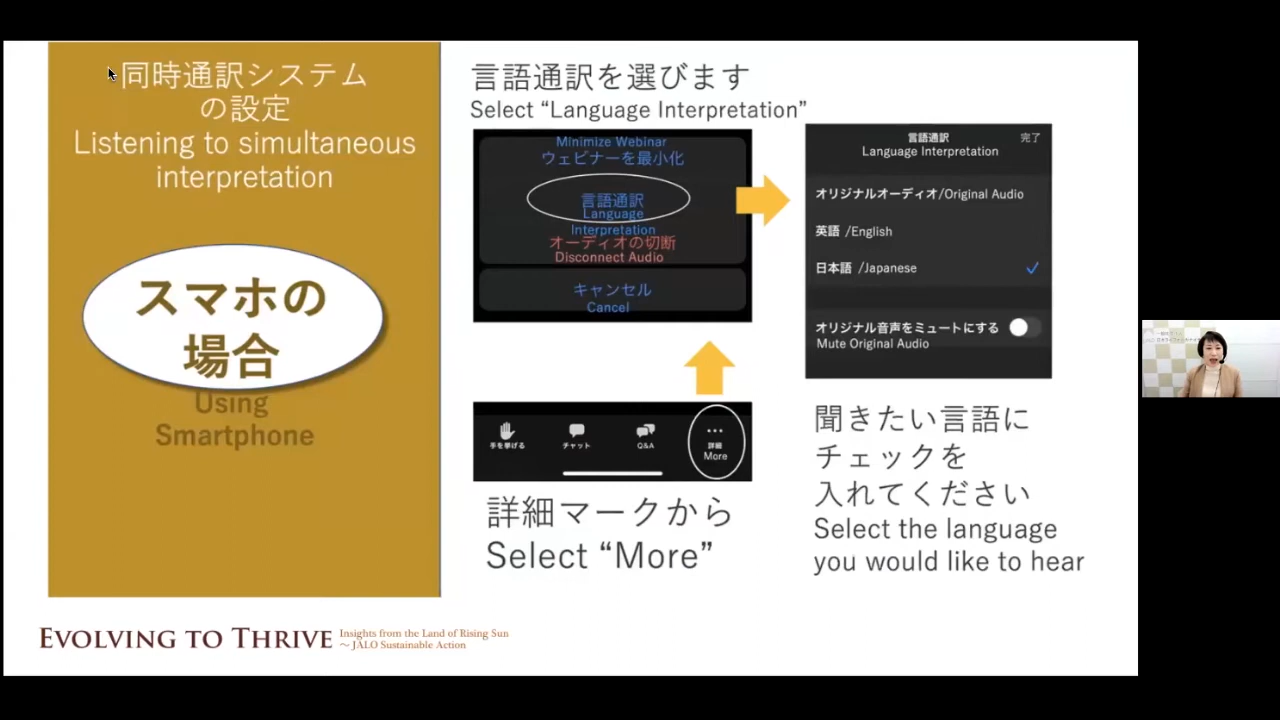 同時通訳システム
の設定
Listening to simultaneous
interpretation
スマホの
場合
Using
Smartphone
言語通訳を選びます
Select “Language Interpretation”
Minimize Webinar
ウェビナーを最小化
言語通訳
Language
Interpretation
オーディオの切断
Disconnect Audio
キャンセル
Cancel
手を挙げる
チャット
Q&A
詳細
More
詳細マークから
Select “More”
言語通訳
完了
Language Interpretation
オリジナルオーディオ/Original Audio
英語 /English
日本語 /Japanese
オリジナル音声をミュートにする
Mute Original Audio
聞きたい言語に
チェックを
入れてください
Select the language
you would like to hear
EVOLVING TO THRIVE
Insights from the Land of Rising Sun
～JALO Sustainable Action